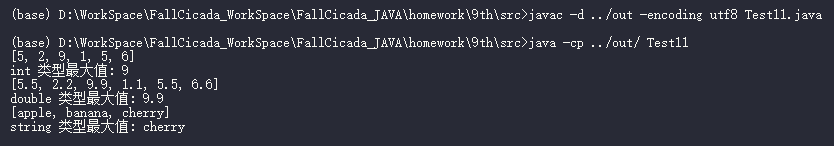 (base) D:\WorkSpace\FallCicada_WorkSpace\FallCicada_JAVA\homework\9th\src>javac -d ../out -encoding utf8 Test11.java
(base) D:\WorkSpace\FallCicada_WorkSpace\FallCicada_JAVA\homework\9th\src>java -cp ../out/ Test11
[5, 2, 9, 1, 5, 6]
int 类型最大值: 9
[5.5, 2.2, 9.9, 1.1, 5.5, 6.6]
double 类型最大值: 9.9
[apple, banana, cherry]
string 类型最大值: cherry